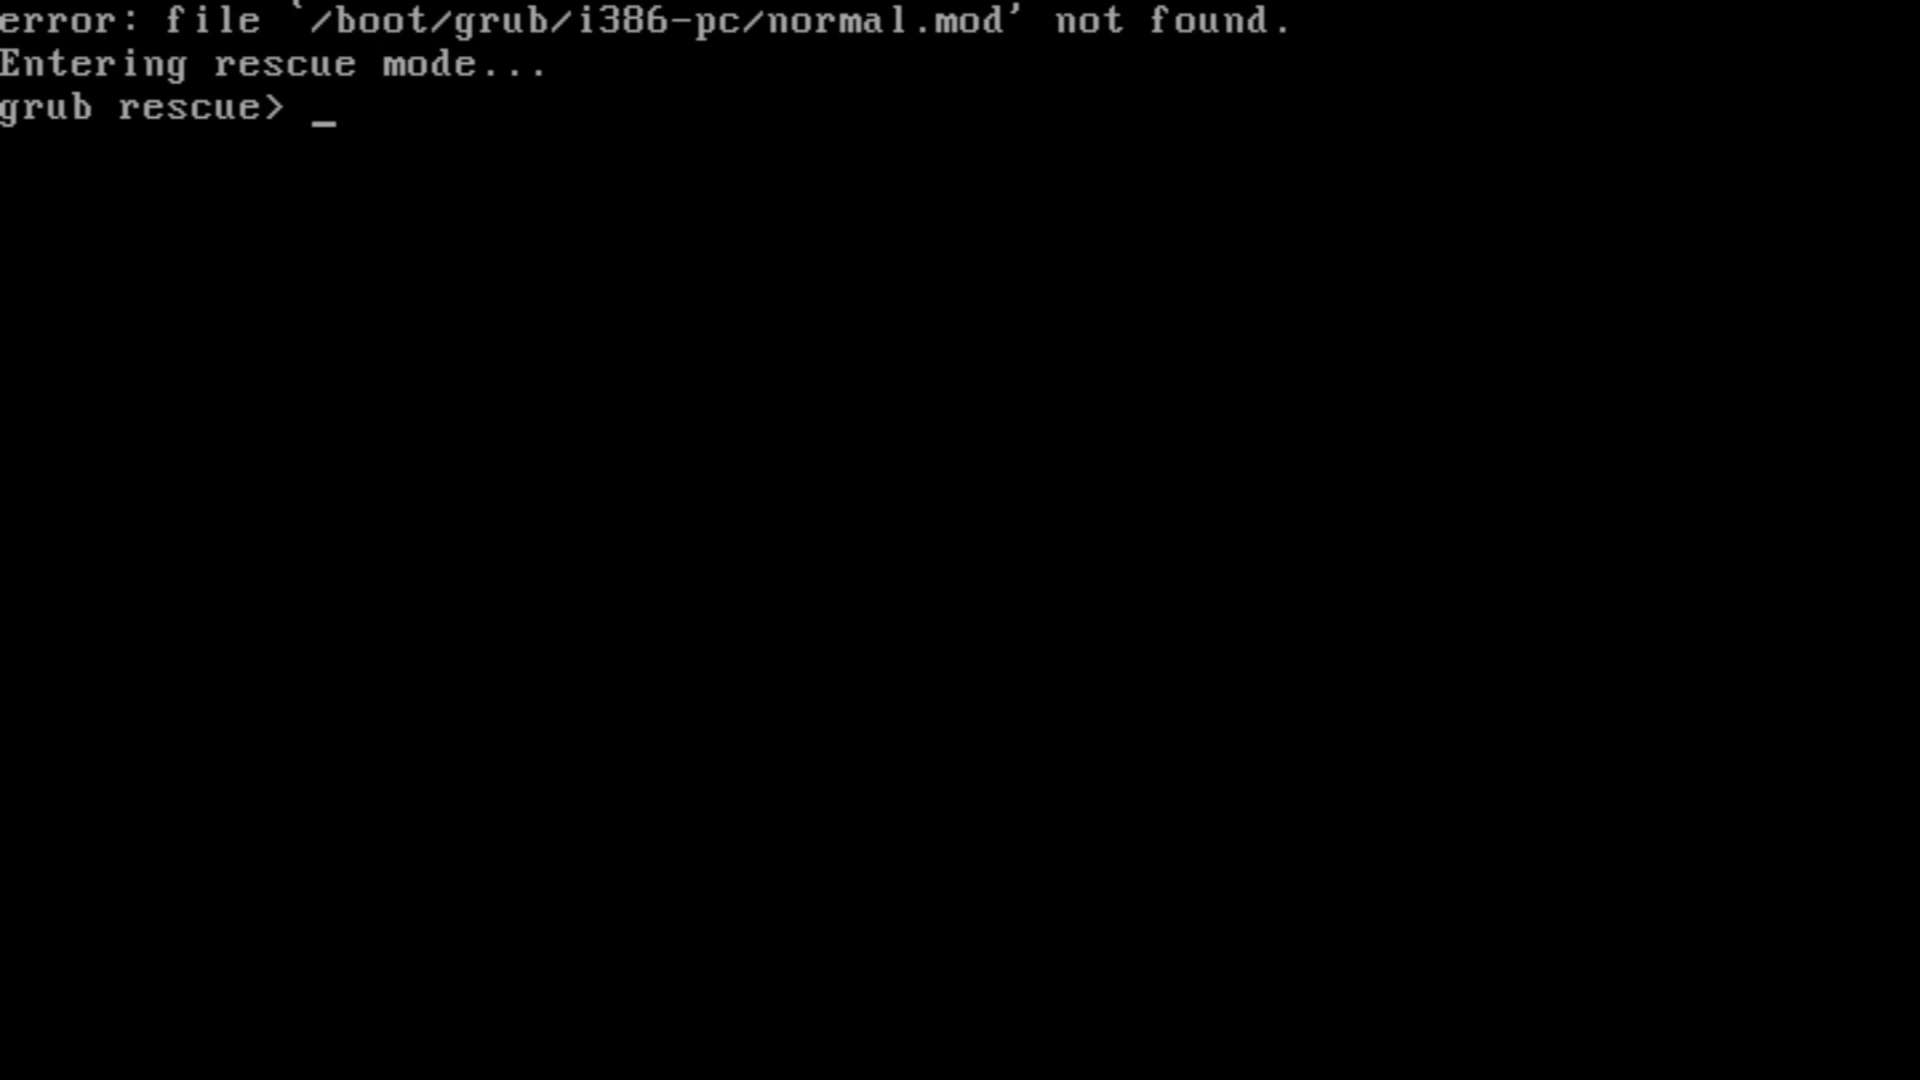 error: file `/boot/grub/i386-pc/normal.mod' not found.
Entering rescue mode...
grub rescue> _